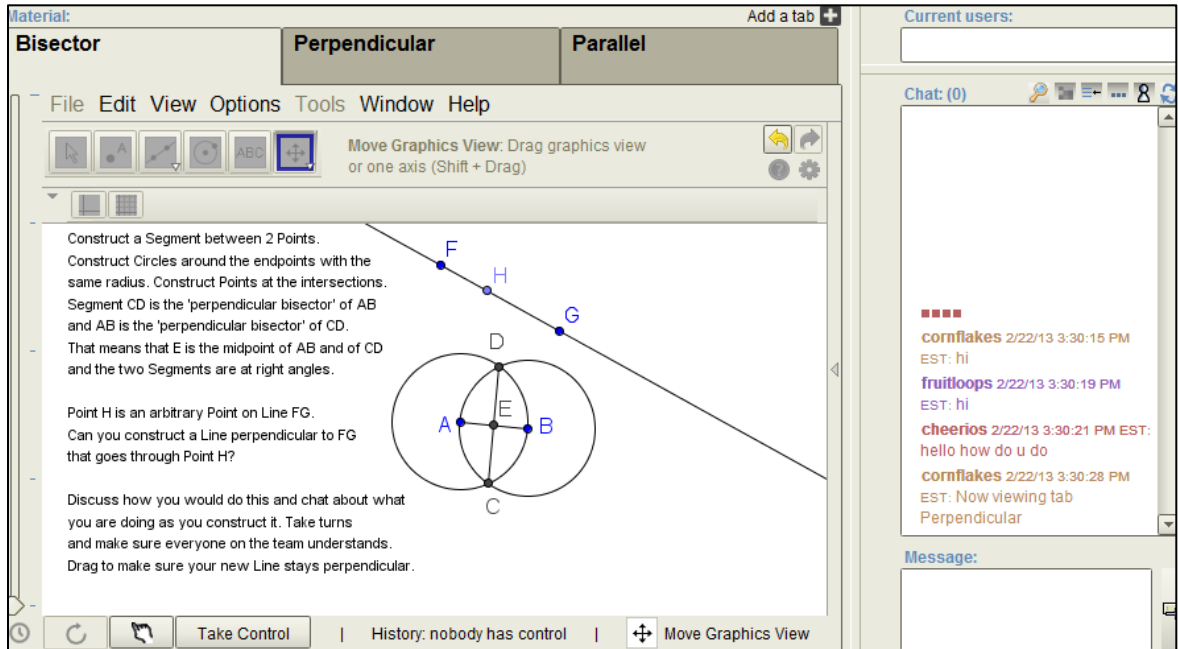 Material:
Add a tab
Bisector
Perpendicular
Parallel
File Edit View Options Tools Window Help
A
ABC
Move Graphics View: Drag graphics view
or one axis (Shift + Drag)
Construct a Segment between 2 Points.
Construct Circles around the endpoints with the
same radius. Construct Points at the intersections.
Segment CD is the 'perpendicular bisector' of AB
and AB is the 'perpendicular bisector' of CD.
That means that E is the midpoint of AB and of CD
and the two Segments are at right angles.
Point H is an arbitrary Point on Line FG.
Can you construct a Line perpendicular to FG
that goes through Point H?
Discuss how you would do this and chat about what
you are doing as you construct it. Take turns
and make sure everyone on the team understands.
Drag to make sure your new Line stays perpendicular.
F
H
G
D
E
A
B
C
Take Control | History: nobody has control | Move Graphics View
Current users:
Chat: (0)
cornflakes 2/22/13 3:30:15 PM
EST: hi
fruitloops 2/22/13 3:30:19 PM
EST: hi
cheerios 2/22/13 3:30:21 PM EST:
hello how do u do
cornflakes 2/22/13 3:30:28 PM
EST: Now viewing tab
Perpendicular
Message: